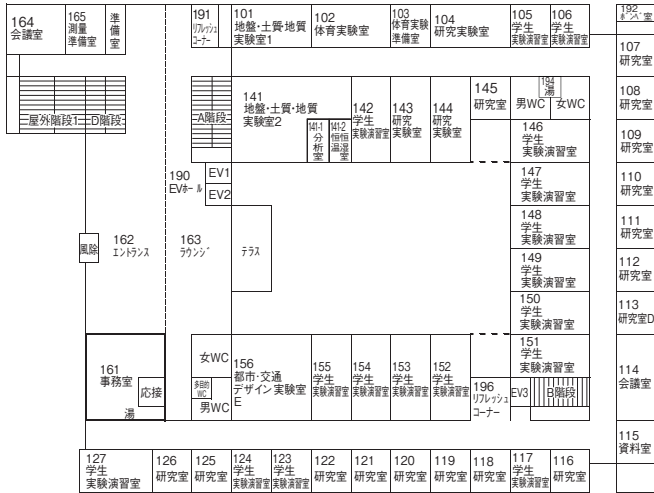 164
会議室
165
測量
準備室
準
備
室
191
ﾘﾌﾚｯｼｭ
ｺｰﾅｰ
101
地盤・土質・地質
実験室1
102
体育実験室
103
体育実験
準備室
104
研究実験室
105
学生
実験演習室
106
学生
実験演習室
192
ﾎﾞﾝﾍﾞ室
107
研究室
108
研究室
109
研究室
110
研究室
111
研究室
112
研究室
113
研究室D
114
会議室
115
資料室
屋外階段1
D階段
A階段
141
地盤・土質・地質
実験室2
141-1
分
析
室
141-2
恒恒
温湿
室
142
学生
実験演習室
143
研究
実験室
144
研究
実験室
145
研究室
194
湯
男WC
女WC
146
学生
実験演習室
147
学生
実験演習室
148
学生
実験演習室
149
学生
実験演習室
150
学生
実験演習室
151
学生
実験演習室
190
EVﾎｰﾙ
EV1
EV2
風除
162
ｴﾝﾄﾗﾝｽ
163
ﾗｳﾝｼﾞ
ﾃﾗｽ
161
事務室
応接
湯
女WC
多目的
WC
男WC
156
都市・交通
デザイン実験室
E
155
学生
実験演習室
154
学生
実験演習室
153
学生
実験演習室
152
学生
実験演習室
196
ﾘﾌﾚｯｼｭ
ｺｰﾅｰ
EV3
B階段
127
学生
実験演習室
126
研究室
125
研究室
124
学生
実験演習室
123
学生
実験演習室
122
研究室
121
研究室
120
研究室
119
研究室
118
研究室
117
学生
実験演習室
116
研究室